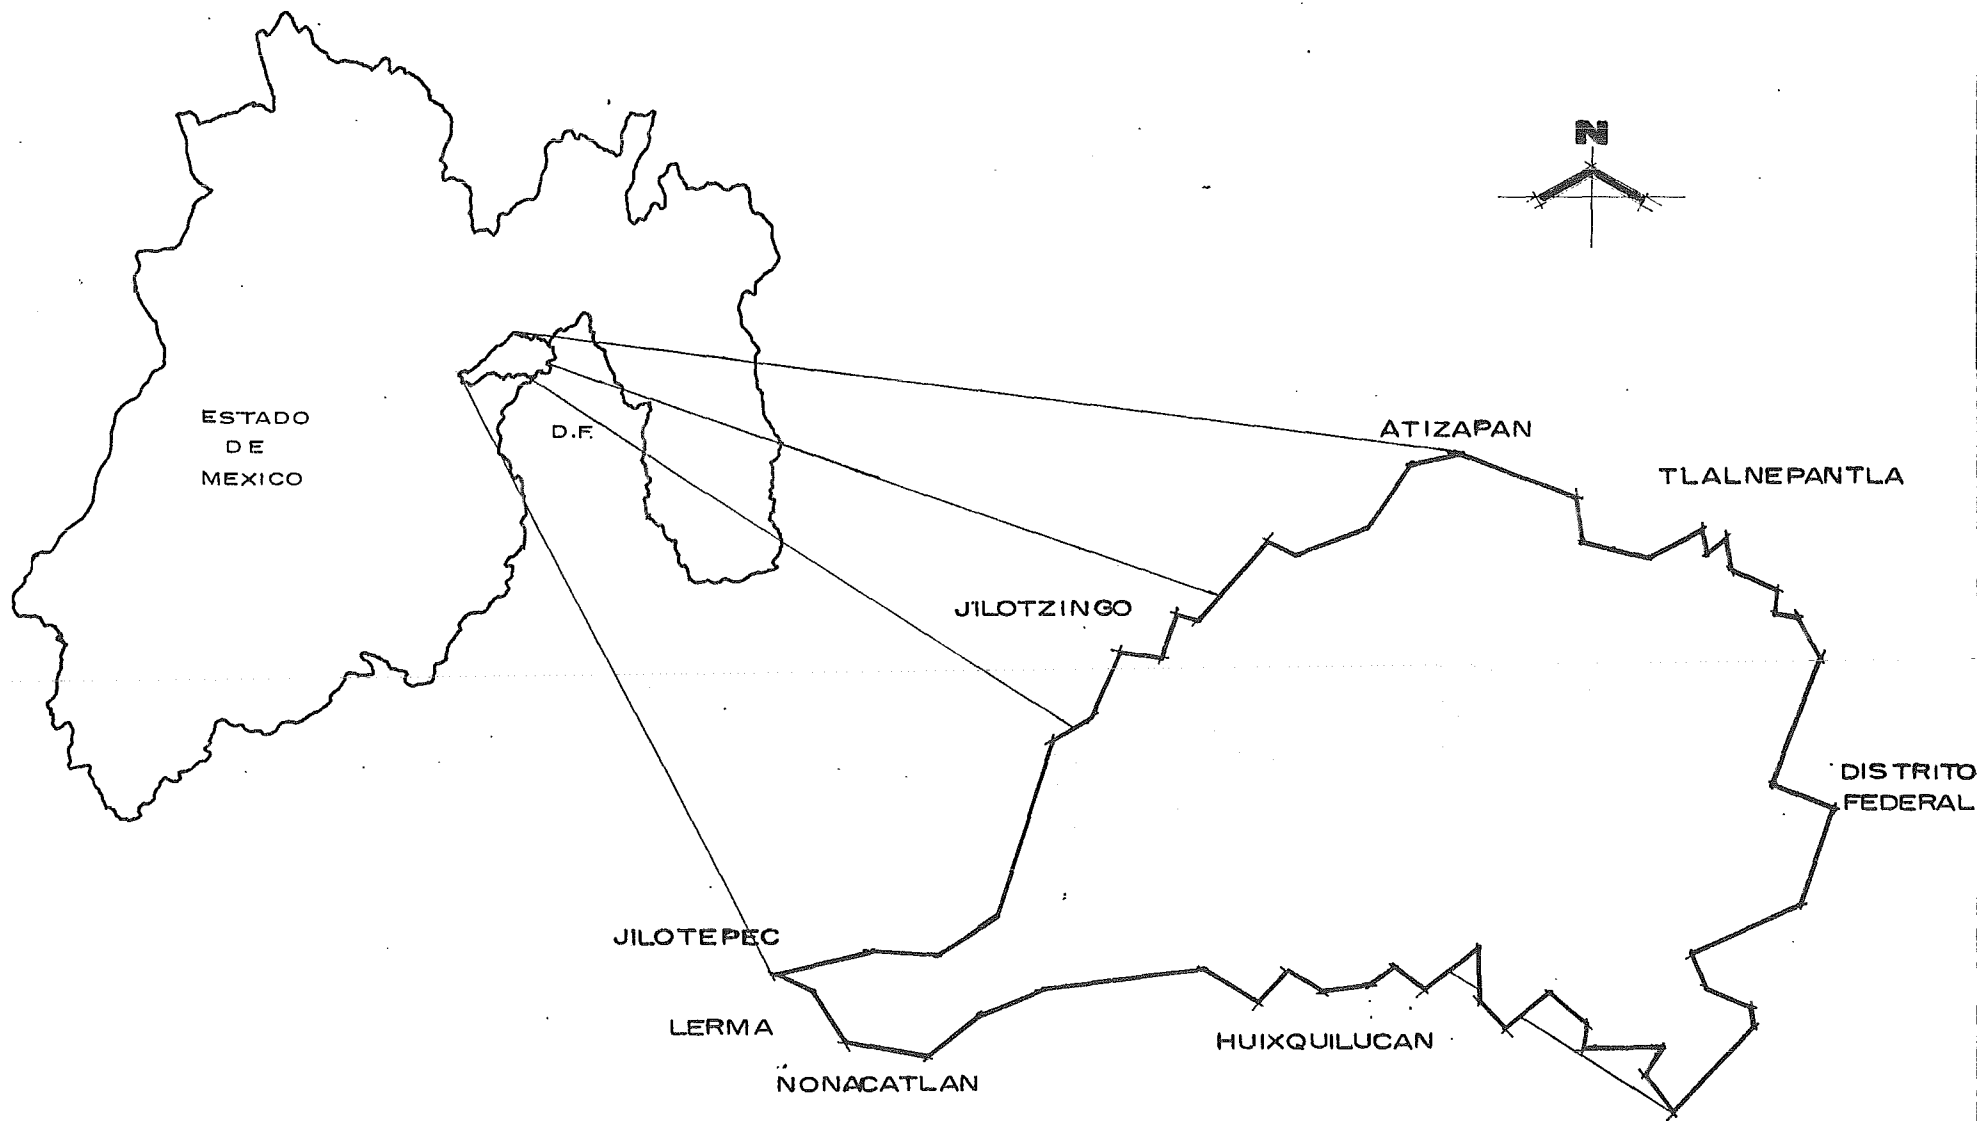 N
ESTADO
DE
MEXICO
D.F.
ATIZAPAN
TLALNEPANTLA
JILOTZINGO
DISTRITO
FEDERAL
JILOTEPEC
LERMA
HUIXQUILUCAN
NONACATLAN